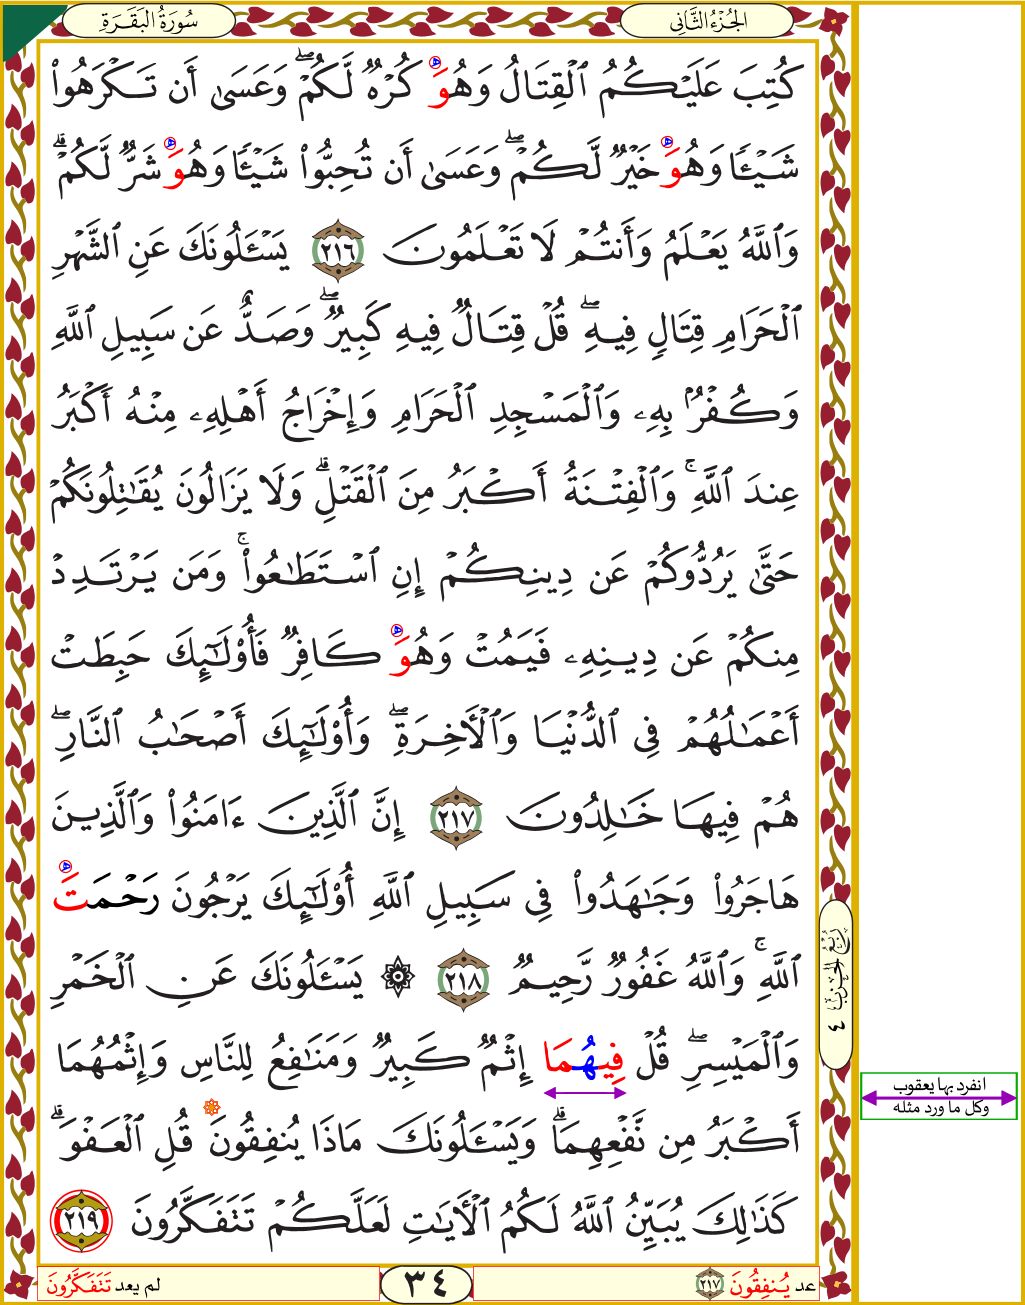 الجُزْءُ الثَّانِي
سُورَةُ الْبَقَرَةِ
كُتِبَ عَلَيْكُمُ ٱلْقِتَالُ وَهُوَ كُرْهٌ لَّكُمْ ۖ وَعَسَىٰ أَن تَكْرَهُوا۟
شَيْـًٔا وَهُوَ خَيْرٌ لَّكُمْ ۖ وَعَسَىٰ أَن تُحِبُّوا۟ شَيْـًٔا وَهُوَ شَرٌّ لَّكُمْ ۗ
وَٱللَّهُ يَعْلَمُ وَأَنتُمْ لَا تَعْلَمُونَ ٢١٦ يَسْـَٔلُونَكَ عَنِ ٱلشَّهْرِ
ٱلْحَرَامِ قِتَالٍ فِيهِ ۖ قُلْ قِتَالٌ فِيهِ كَبِيرٌ ۖ وَصَدٌّ عَن سَبِيلِ ٱللَّهِ
وَكُفْرٌۢ بِهِۦ وَٱلْمَسْجِدِ ٱلْحَرَامِ وَإِخْرَاجُ أَهْلِهِۦ مِنْهُ أَكْبَرُ
عِندَ ٱللَّهِ ۚ وَٱلْفِتْنَةُ أَكْبَرُ مِنَ ٱلْقَتْلِ ۗ وَلَا يَزَالُونَ يُقَـٰتِلُونَكُمْ
حَتَّىٰ يَرُدُّوكُمْ عَن دِينِكُمْ إِنِ ٱسْتَطَـٰعُوا۟ ۚ وَمَن يَرْتَدِدْ
مِنكُمْ عَن دِينِهِۦ فَيَمُتْ وَهُوَ كَافِرٌ فَأُو۟لَـٰٓئِكَ حَبِطَتْ
أَعْمَـٰلُهُمْ فِى ٱلدُّنْيَا وَٱلْـَٔاخِرَةِ ۖ وَأُو۟لَـٰٓئِكَ أَصْحَـٰبُ ٱلنَّارِ ۖ
هُمْ فِيهَا خَـٰلِدُونَ ٢١٧ إِنَّ ٱلَّذِينَ ءَامَنُوا۟ وَٱلَّذِينَ
هَاجَرُوا۟ وَجَـٰهَدُوا۟ فِى سَبِيلِ ٱللَّهِ أُو۟لَـٰٓئِكَ يَرْجُونَ رَحْمَتَ
ٱللَّهِ ۚ وَٱللَّهُ غَفُورٌ رَّحِيمٌ ٢١٨ ۞ يَسْـَٔلُونَكَ عَنِ ٱلْخَمْرِ
وَٱلْمَيْسِرِ ۖ قُلْ فِيهُمَا إِثْمٌ كَبِيرٌ وَمَنَـٰفِعُ لِلنَّاسِ وَإِثْمُهُمَا
أَكْبَرُ مِن نَّفْعِهِمَا ۗ وَيَسْـَٔلُونَكَ مَاذَا يُنفِقُونَ قُلِ ٱلْعَفْوَ ۗ
كَذَٰلِكَ يُبَيِّنُ ٱللَّهُ لَكُمُ ٱلْـَٔايَـٰتِ لَعَلَّكُمْ تَتَفَكَّرُونَ ٢١٩
رُبْعُ الحِزْبِ ٤
انفرد بها يعقوب
وكل ما ورد مثله
عد يُنفِقُونَ ٢١٧
٣٤
لم يعد تَتَفَكَّرُونَ